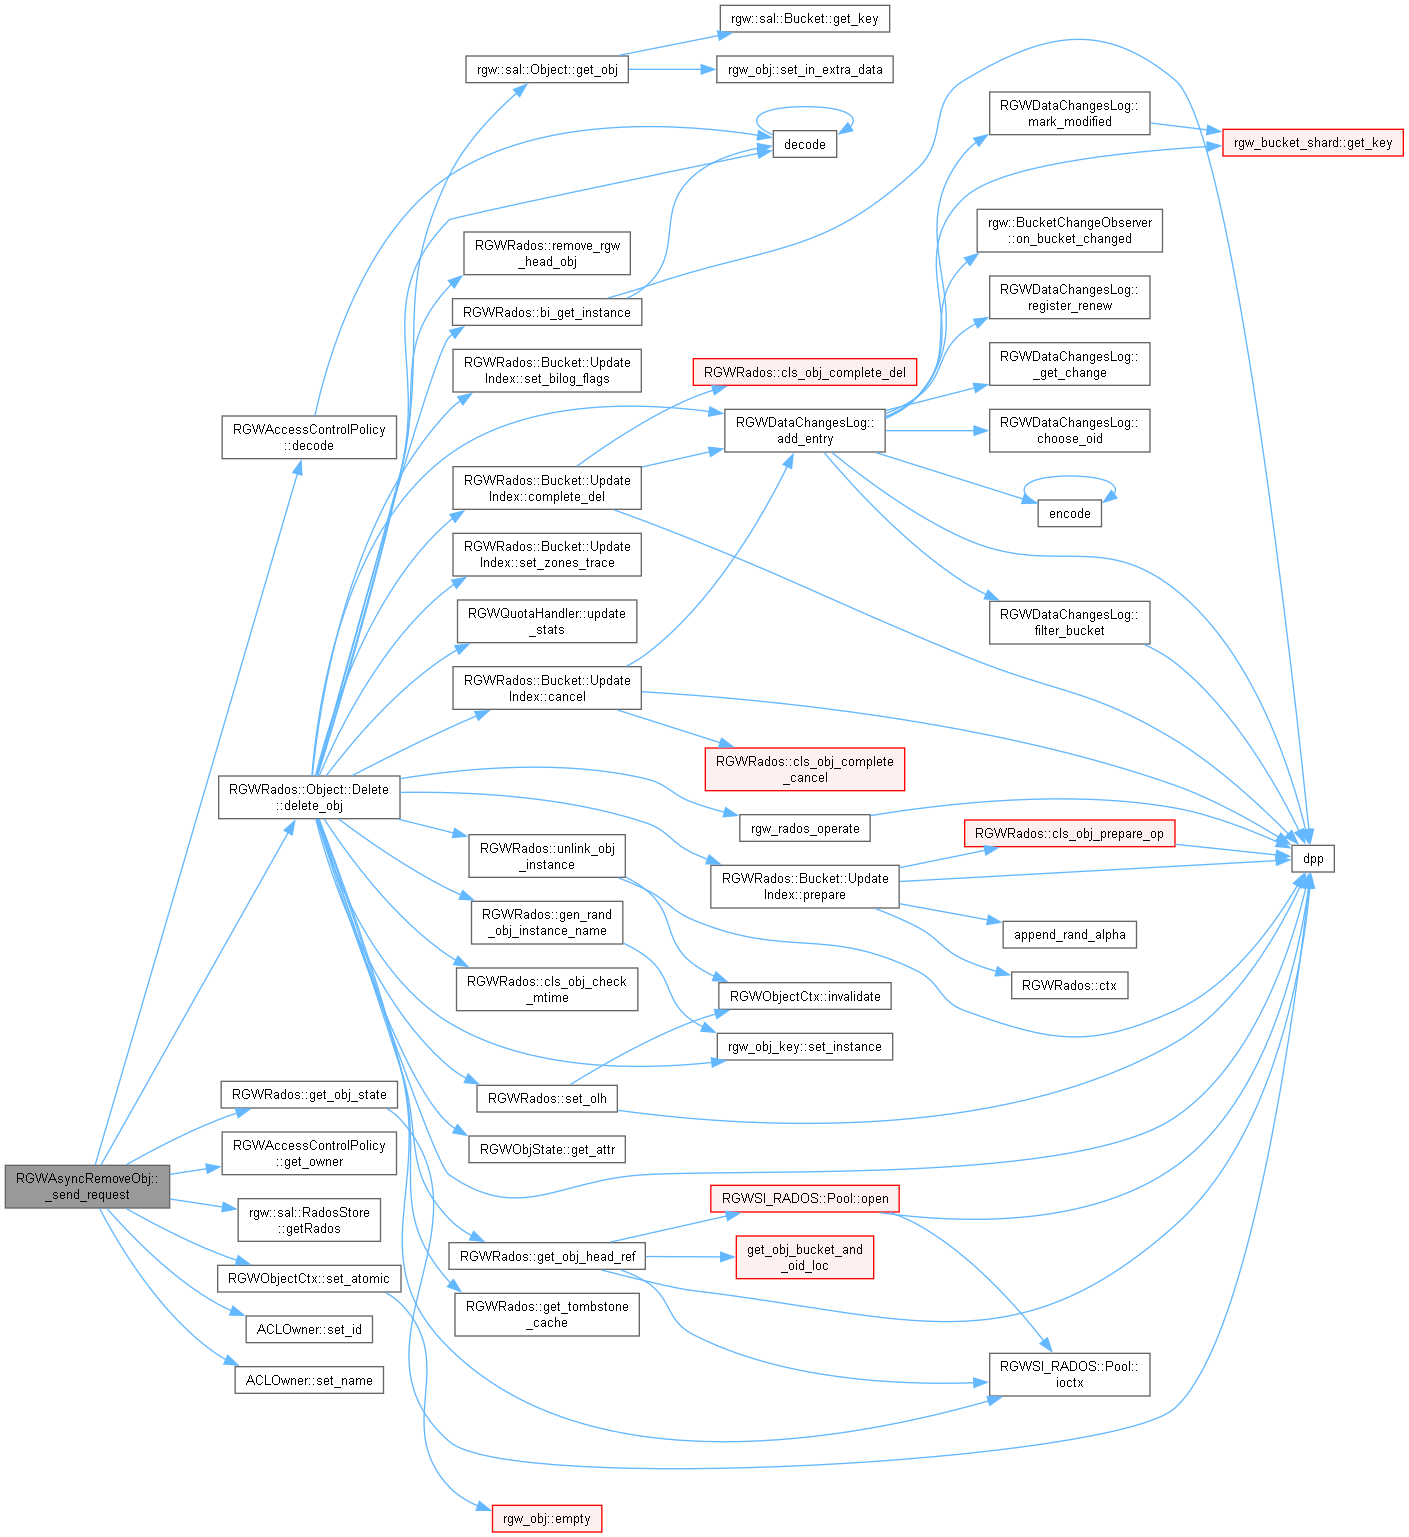 rgw::sal::Bucket::get_key
rgw::sal::Object::get_obj
rgw_obj::set_in_extra_data
decode
RGWDataChangesLog::
mark_modified
rgw_bucket_shard::get_key
RGWRados::remove_rgw
_head_obj
rgw::BucketChangeObserver
::on_bucket_changed
RGWRados::bi_get_instance
RGWDataChangesLog::
register_renew
RGWRados::Bucket::Update
Index::set_bilog_flags
RGWRados::cls_obj_complete_del
RGWDataChangesLog::
_get_change
RGWAccessControlPolicy
::decode
RGWDataChangesLog::
add_entry
RGWDataChangesLog::
choose_oid
RGWRados::Bucket::Update
Index::complete_del
encode
RGWRados::Bucket::Update
Index::set_zones_trace
RGWQuotaHandler::update
_stats
RGWDataChangesLog::
filter_bucket
RGWRados::Bucket::Update
Index::cancel
RGWRados::cls_obj_complete
_cancel
RGWRados::Object::Delete
::delete_obj
rgw_rados_operate
RGWRados::cls_obj_prepare_op
dpp
RGWRados::unlink_obj
_instance
RGWRados::Bucket::Update
Index::prepare
RGWRados::gen_rand
_obj_instance_name
append_rand_alpha
RGWRados::cls_obj_check
_mtime
RGWRados::ctx
RGWObjectCtx::invalidate
rgw_obj_key::set_instance
RGWRados::get_obj_state
RGWRados::set_olh
RGWAccessControlPolicy
::get_owner
RGWObjState::get_attr
RGWAsyncRemoveObj::
_send_request
rgw::sal::RadosStore
::getRados
RGWSI_RADOS::Pool::open
RGWRados::get_obj_head_ref
get_obj_bucket_and
_oid_loc
RGWObjectCtx::set_atomic
RGWRados::get_tombstone
_cache
ACLOwner::set_id
ACLOwner::set_name
RGWSI_RADOS::Pool::
ioctx
rgw_obj::empty